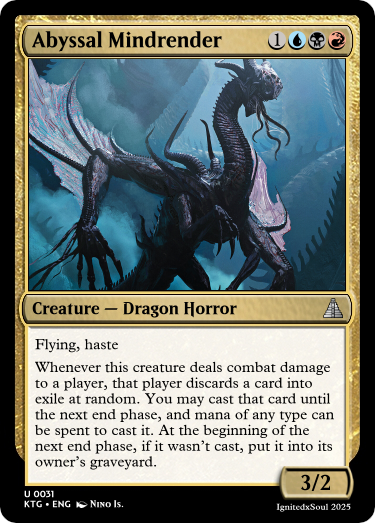 Abyssal Mindrender 1
Creature — Dragon Horror
Flying, haste
Whenever this creature deals combat damage
to a player, that player discards a card into
exile at random. You may cast that card until
the next end phase, and mana of any type can
be spent to cast it. At the beginning of the
next end phase, if it wasn't cast, put it into its
owner's graveyard.
3/2
U 0031
KTG • ENG Nino Is.
IgnitedxSoul 2025